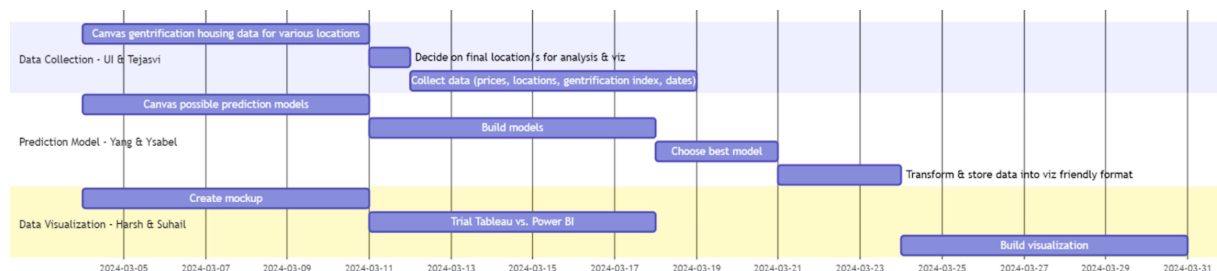 Canvas gentrification housing data for various locations
Decide on final location/s for analysis & viz
Data Collection - UI & Tejasvi
Collect data (prices, locations, gentrification index, dates)
Canvas possible prediction models
Build models
Prediction Model - Yang & Ysabel
Choose best model
Transform & store data into viz friendly format
Create mockup
Trial Tableau vs. Power BI
Data Visualization - Harsh & Suhail
Build visualization
2024-03-05 2024-03-07 2024-03-09 2024-03-11 2024-03-13 2024-03-15 2024-03-17 2024-03-19 2024-03-21 2024-03-23 2024-03-25 2024-03-27 2024-03-29 2024-03-31